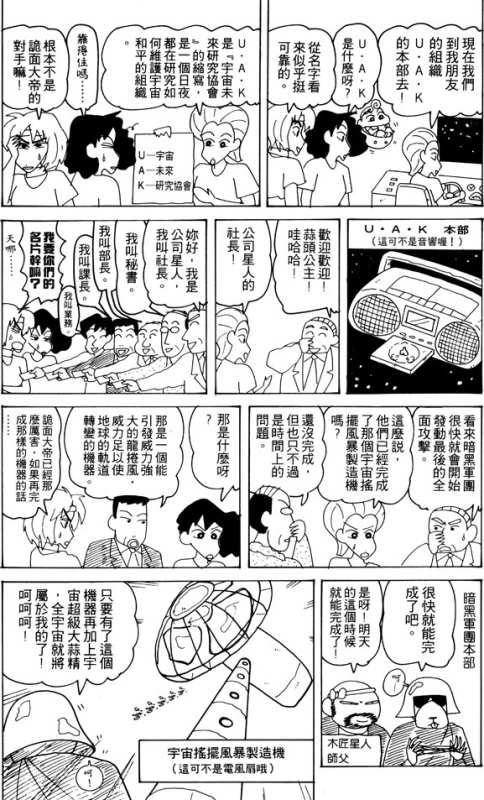 現在我們
到我朋友
的組織
U·A·K
的本部去！
U·A·K
是什麼呀？
從名字看
來似乎挺
可靠的。
U·A·K
是『宇宙未
來研究協會
』的縮寫，
是一個日夜
都在研究如
何維護宇宙
和平的組織
。
U—宇宙
A—未來
K—研究協會
靠得住嗎……
根本不是
詭面大帝的
對手嘛！
U·A·K 本部
（這可不是音響喔！）
歡迎歡迎！
蒜頭公主！
哇哈哈！
公司星人的
社長！
妳好，我是
公司星人，
我叫社長。
我叫秘書。
我叫部長。
我叫課長。
我叫業務。
我要你們的
名片幹嘛？
天哪……
看來暗黑軍團
很快就會開始
發動最後的全
面攻擊。
這麼說，
他們已經完成
了那個宇宙搖
擺風暴製造機
嗎？
還沒完成，
但也只不過
是時間上的
問題。
那是什麼呀
？
那是一個能
引發威力強
大的龍捲風，
威力足以使
地球的軌道
轉變的機器。
詭面大帝已經那
麼厲害，如果再完
成那樣的機器的話
暗黑軍團本部
很快就能完
成了吧。
是呀！明天
的這個時候
就能完成了！
呵！
木匠星人
師父
宇宙搖擺風暴製造機
（這可不是電風扇哦）
只要有了這個
機器再加上宇
宙超級大蒜精
，全宇宙就將
屬於我的了！
呵呵呵！
呵！